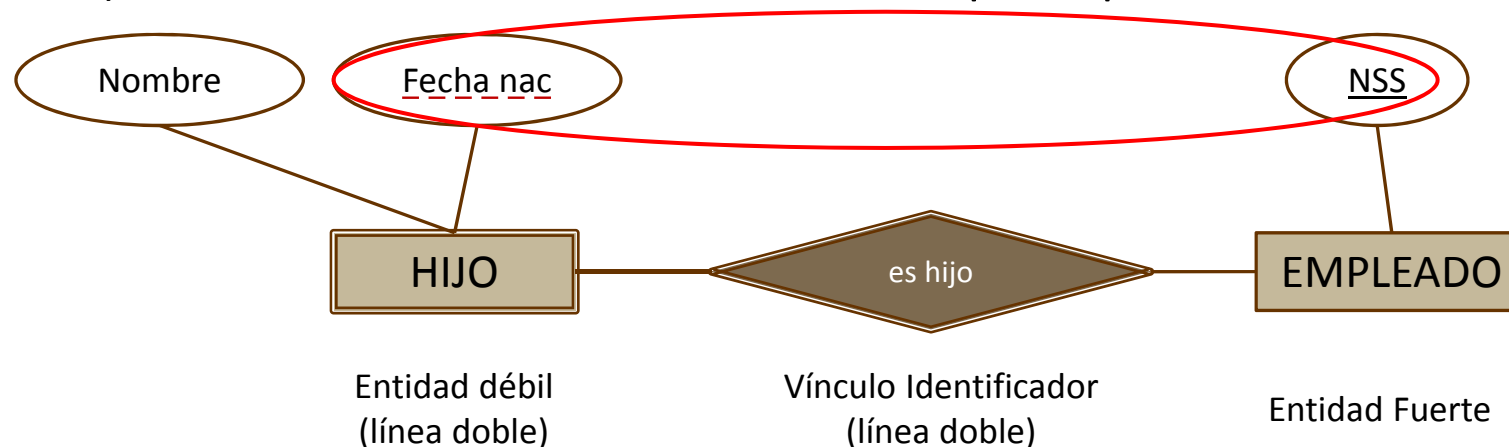 Nombre
Fecha nac
NSS
HIJO
es hijo
EMPLEADO
Entidad débil
(línea doble)
Vínculo Identificador
(línea doble)
Entidad Fuerte